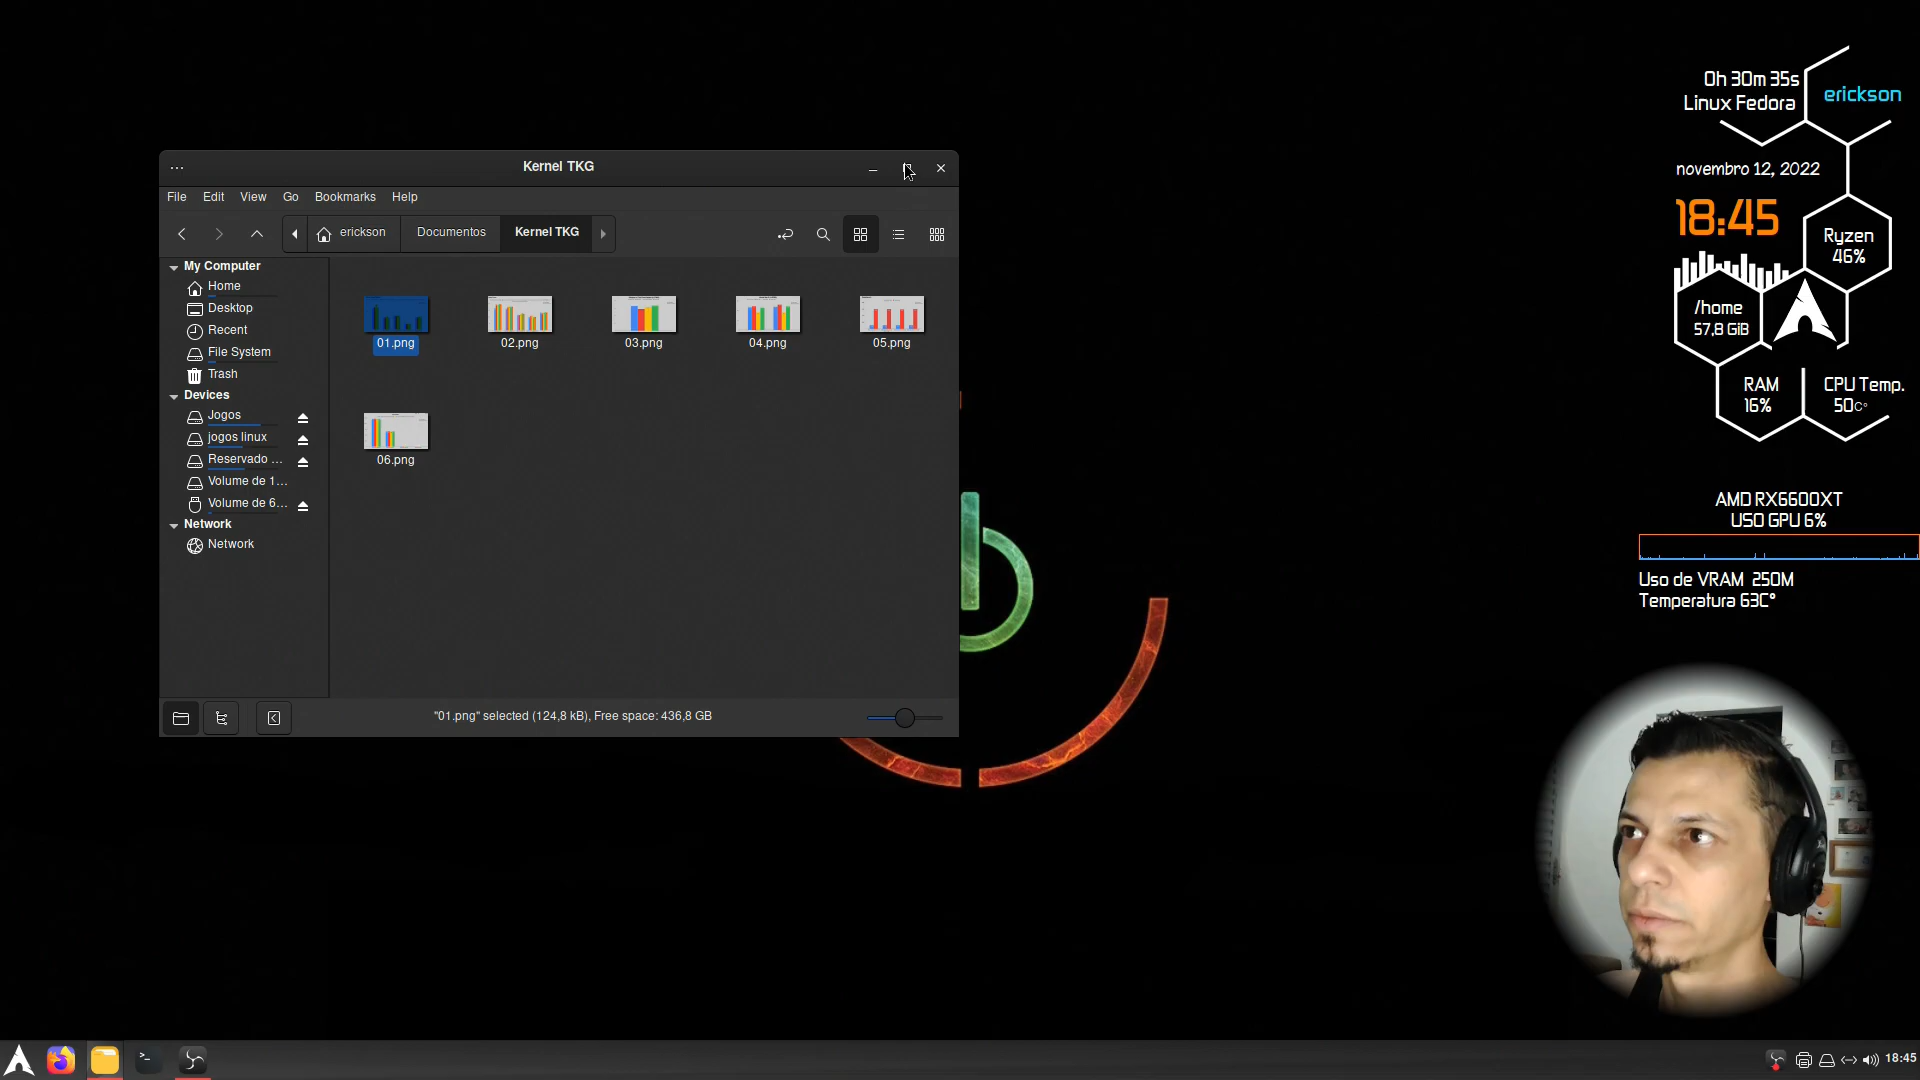 Kernel TKG
File Edit View Go Bookmarks Help
erickson Documentos Kernel TKG
My Computer
Home
Desktop
Recent
File System
Trash
Devices
Jogos
jogos linux
Reservado ...
Volume de 1...
Volume de 6...
Network
Network
01.png 02.png 03.png 04.png 05.png
06.png
"01.png" selected (124,8 kB), Free space: 436,8 GB
0h 30m 35s
Linux Fedora
erickson
novembro 12, 2022
18:45
Ryzen
46%
/home
57,8 GiB
RAM
16%
CPU Temp.
50C°
AMD RX6600XT
USO GPU 6%
Uso de VRAM 250M
Temperatura 63C°
18:45